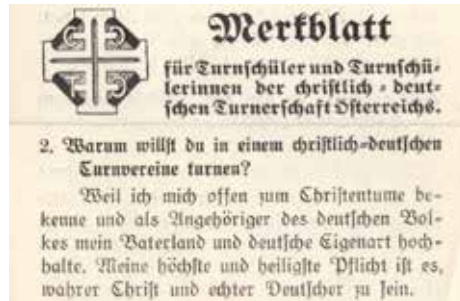 Merkblatt
für Turnschüler und Turnschü-
lerinnen der christlich-deut-
schen Turnerschaft Österreichs.
2. Warum willst du in einem christlich-deutschen
Turnvereine turnen?
Weil ich mich offen zum Christentume be-
kenne und als Angehöriger des deutschen Vol-
kes mein Vaterland und deutsche Eigenart hoch-
halte. Meine höchste und heiligste Pflicht ist es,
wahrer Christ und echter Deutscher zu sein.